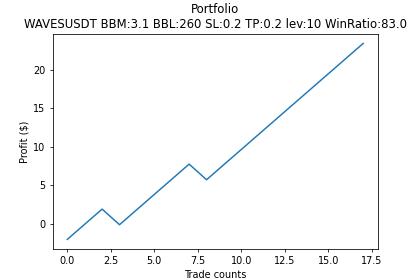 Portfolio
WAVESUSDT BBM:3.1 BBL:260 SL:0.2 TP:0.2 lev:10 WinRatio:83.0
20
15
10
5
0
Profit ($)
0.0 2.5 5.0 7.5 10.0 12.5 15.0 17.5
Trade counts